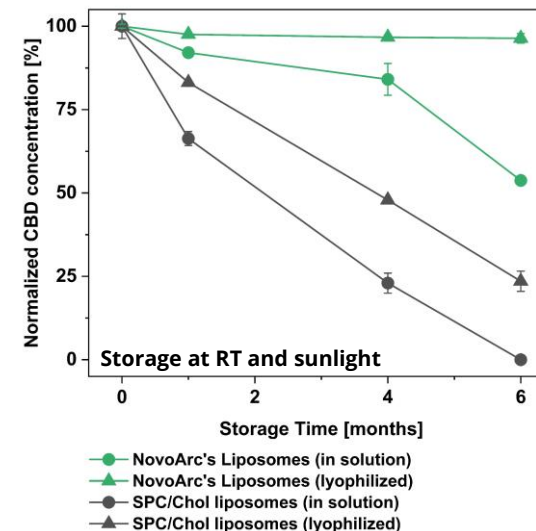 Normalized CBD concentration [%]
100
75
50
25
0
Storage at RT and sunlight
0
2
4
6
Storage Time [months]
NovoArc's Liposomes (in solution)
NovoArc's Liposomes (lyophilized)
SPC/Chol liposomes (in solution)
SPC/Chol liposomes (lyophilized)